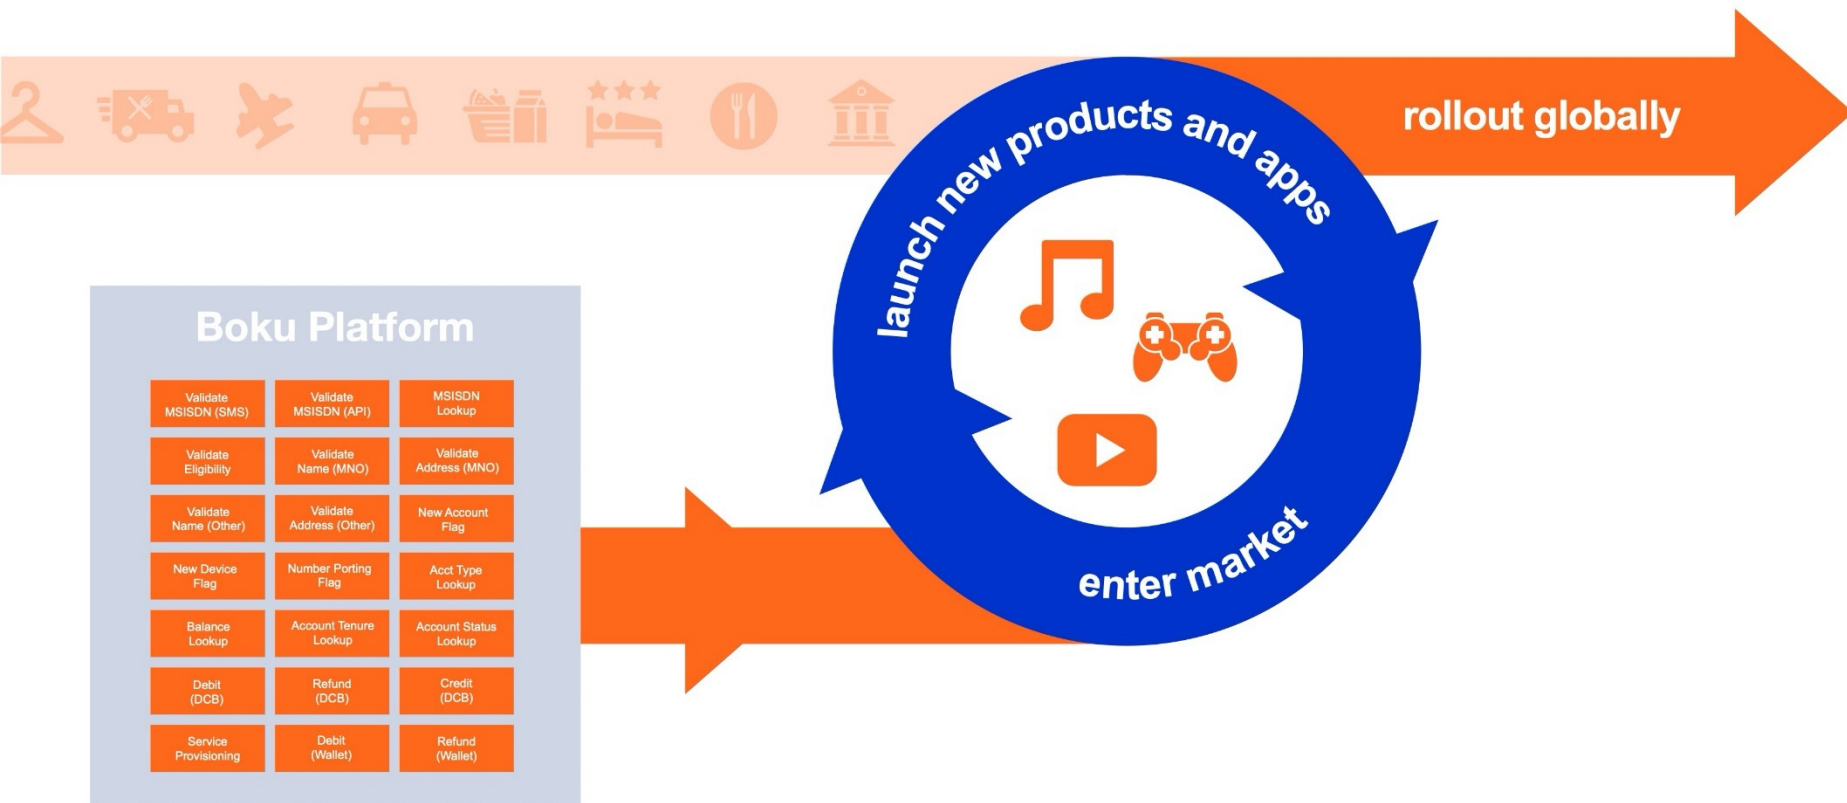 rollout globally
launch new products and apps
enter market
Boku Platform
Validate
MSISDN (SMS)
Validate
MSISDN (API)
MSISDN
Lookup
Validate
Eligibility
Validate
Name (MNO)
Validate
Address (MNO)
Validate
Name (Other)
Validate
Address (Other)
New Account
Flag
New Device
Flag
Number Porting
Flag
Acct Type
Lookup
Balance
Lookup
Account Tenure
Lookup
Account Status
Lookup
Debit
(DCB)
Refund
(DCB)
Credit
(DCB)
Service
Provisioning
Debit
(Wallet)
Refund
(Wallet)